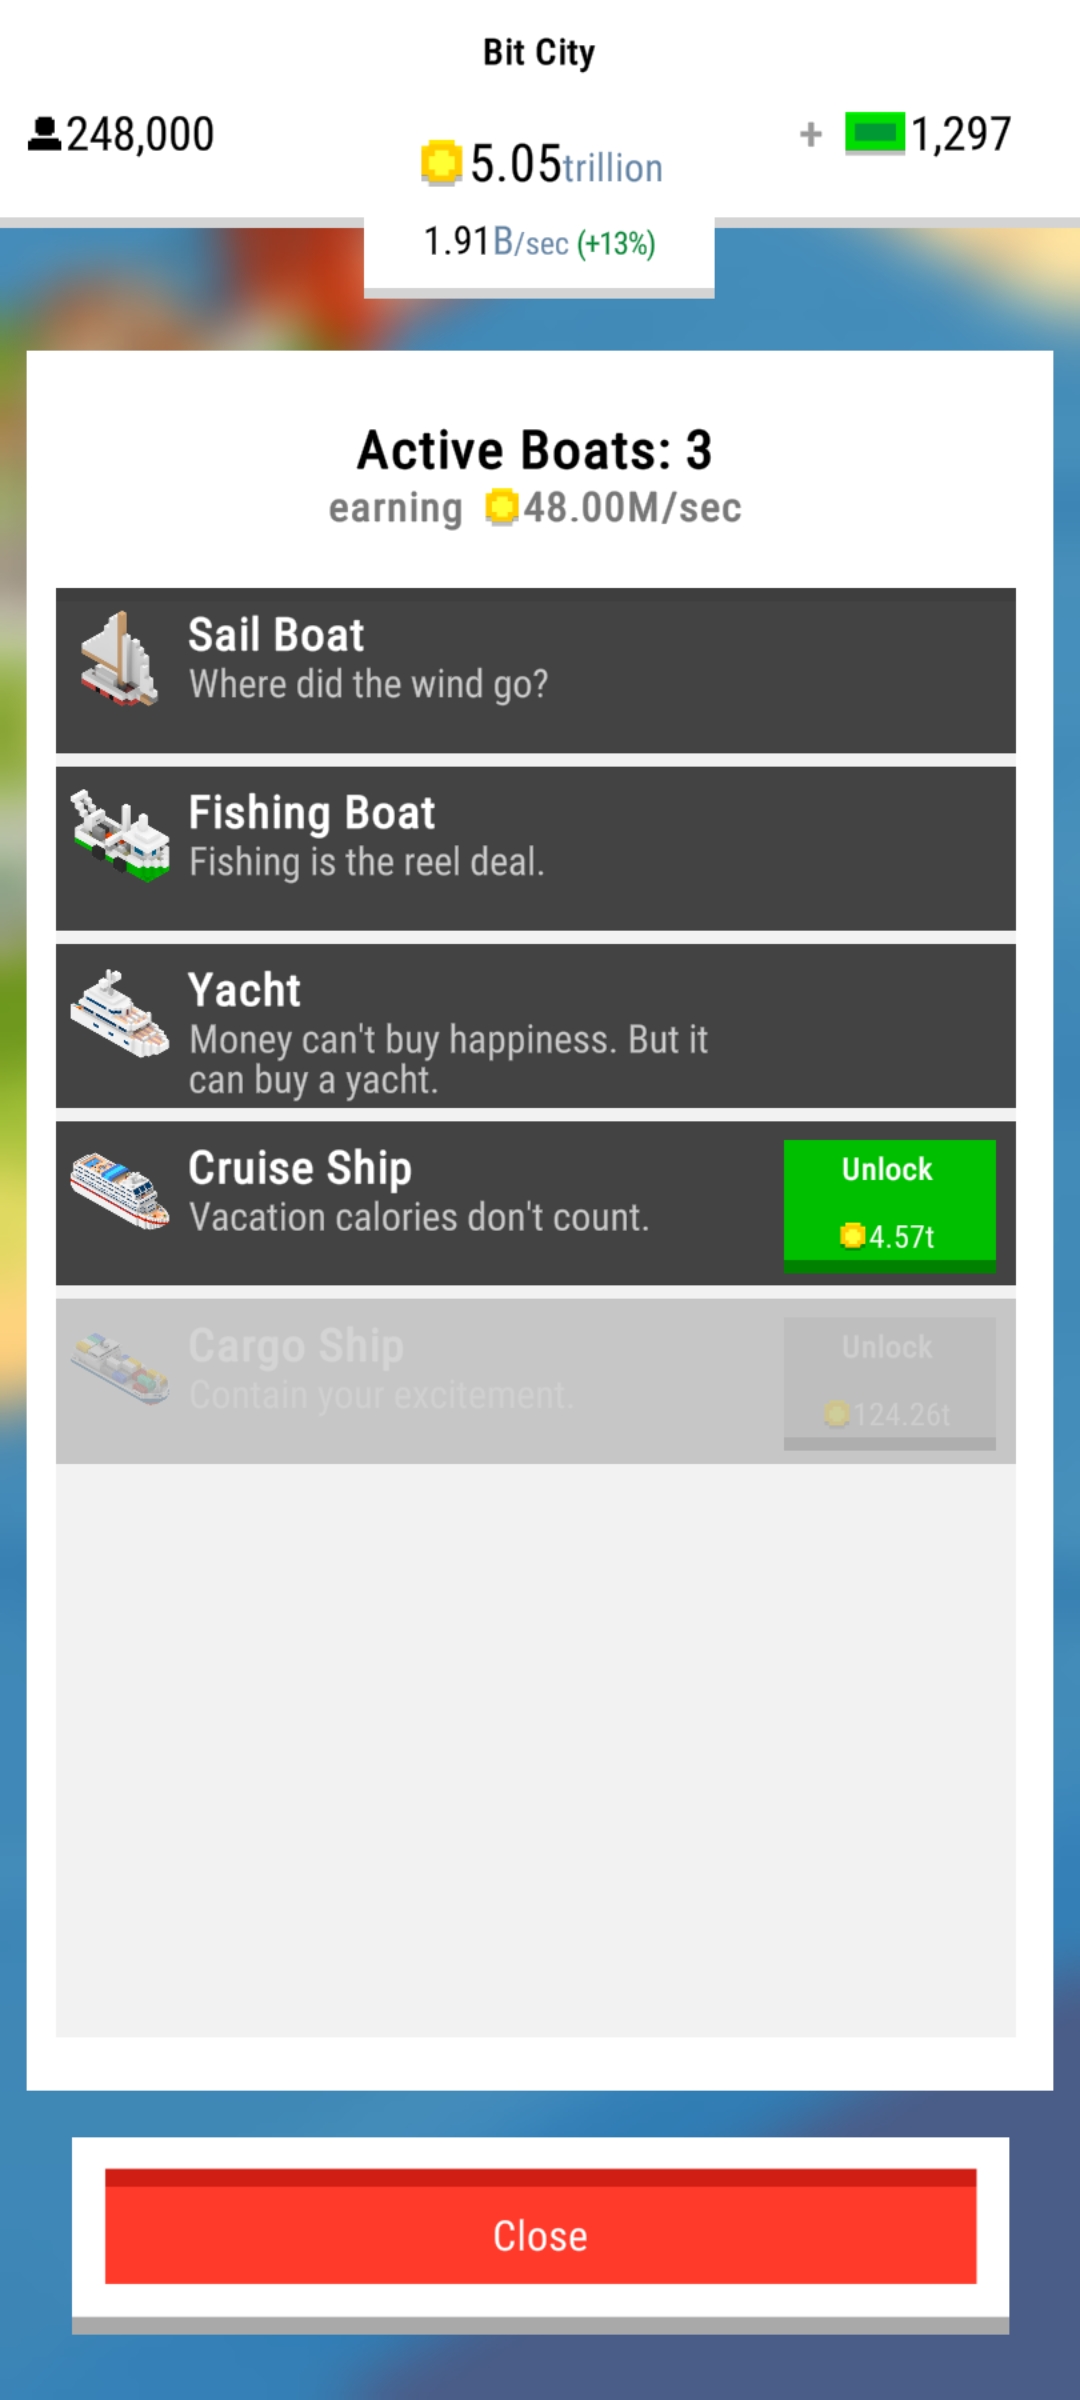 Bit City
248,000
5.05trillion
+ 1,297
1.91B/sec (+13%)
Active Boats: 3
earning 48.00M/sec
Sail Boat
Where did the wind go?
Fishing Boat
Fishing is the reel deal.
Yacht
Money can't buy happiness. But it
can buy a yacht.
Cruise Ship
Vacation calories don't count.
Unlock
4.57t
Cargo Ship
Contain your excitement.
Unlock
124.26t
Close